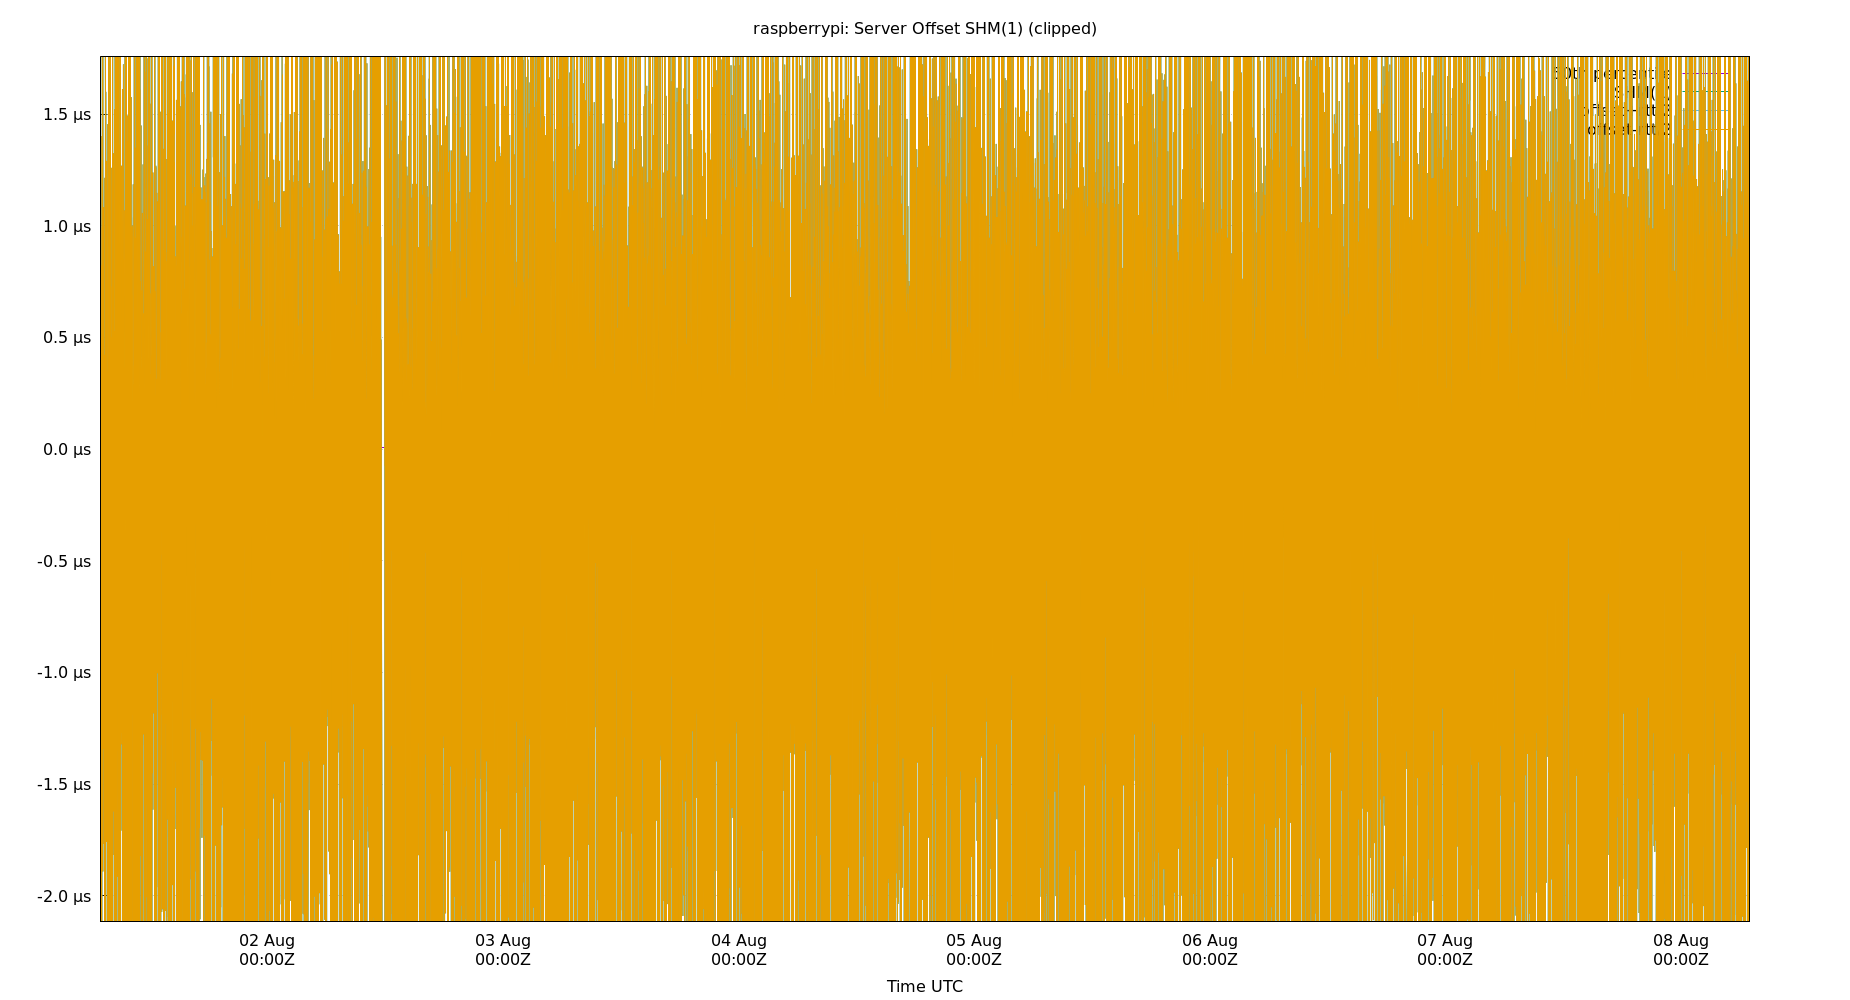 raspberrypi: Server Offset SHM(1) (clipped)
1.5 µs
1.0 µs
0.5 µs
0.0 µs
-0.5 µs
-1.0 µs
-1.5 µs
-2.0 µs
02 Aug 03 Aug 04 Aug 05 Aug 06 Aug 07 Aug 08 Aug
00:00Z 00:00Z 00:00Z 00:00Z 00:00Z 00:00Z 00:00Z
Time UTC